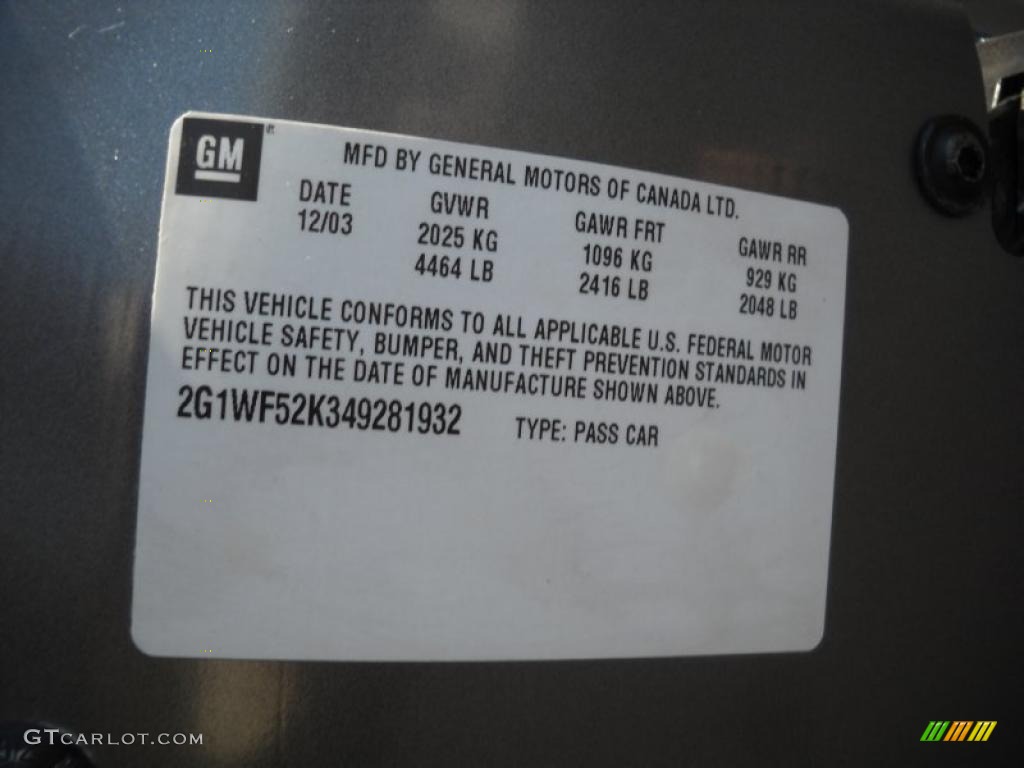 GM
MFD BY GENERAL MOTORS OF CANADA LTD.
DATE GVWR GAWR FRT GAWR RR
12/03 2025 KG 1096 KG 929 KG
4464 LB 2416 LB 2048 LB
THIS VEHICLE CONFORMS TO ALL APPLICABLE U.S. FEDERAL MOTOR
VEHICLE SAFETY, BUMPER, AND THEFT PREVENTION STANDARDS IN
EFFECT ON THE DATE OF MANUFACTURE SHOWN ABOVE.
2G1WF52K349281932 TYPE: PASS CAR
GTCARLOT.COM